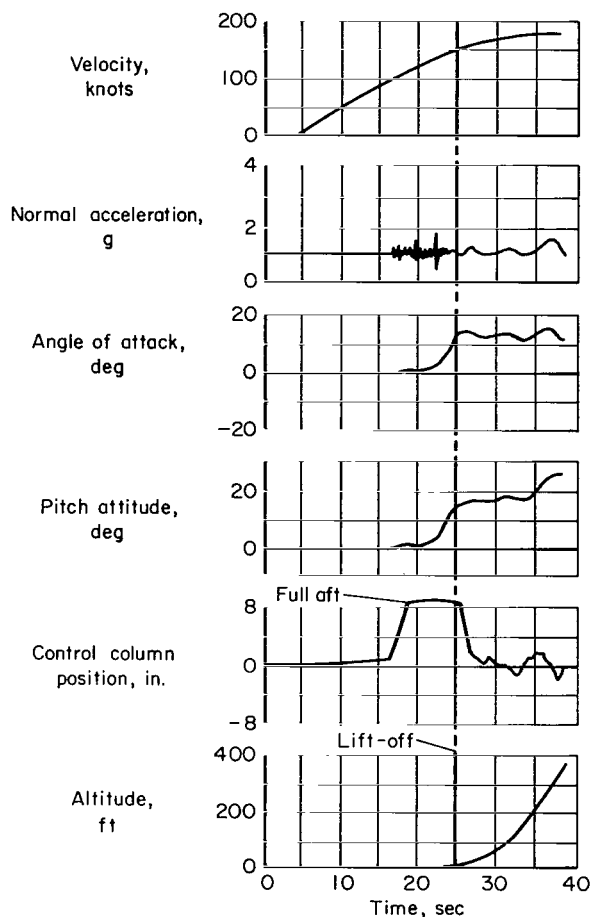 200
Velocity,
knots
100
0
4
Normal acceleration,
g
2
0
20
Angle of attack,
deg
0
-20
20
Pitch attitude,
deg
0
Full aft
8
Control column
position, in.
0
-8
Lift-off
400
Altitude,
ft
200
0
0 10 20 30 40
Time, sec